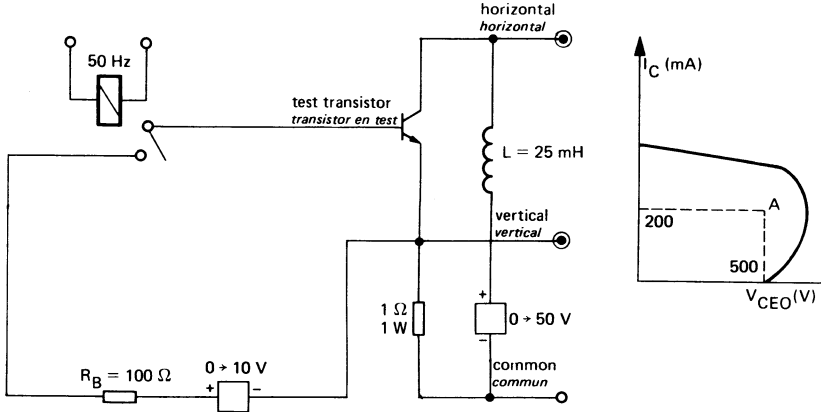 horizontal
horizontal
50 Hz
test transistor
transistor en test
L = 25 mH
vertical
vertical
1 Ω
1 W
+
0 → 50 V
−
common
commun
R_B = 100 Ω
0 → 10 V
+ −
I_C (mA)
A
200
500
V_CEO (V)